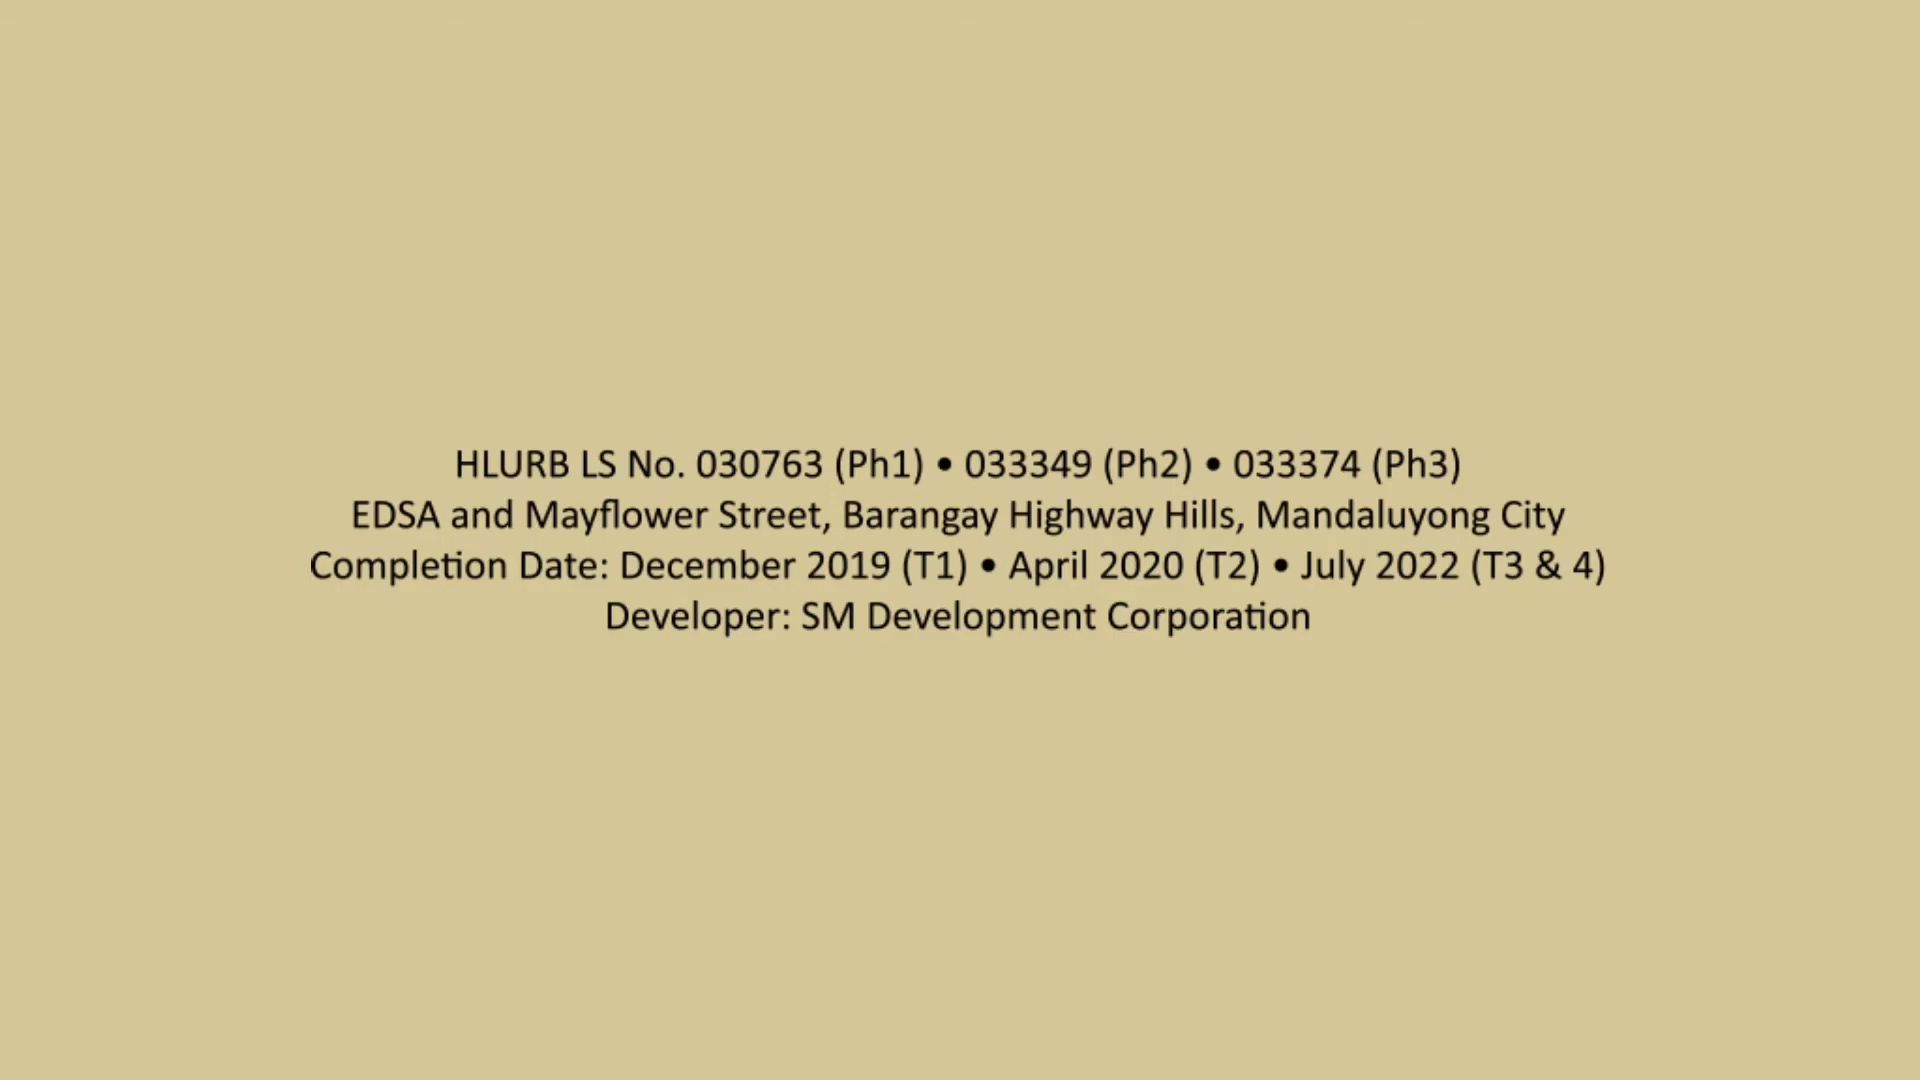 HLURB LS No. 030763 (Ph1) • 033349 (Ph2) • 033374 (Ph3)
EDSA and Mayflower Street, Barangay Highway Hills, Mandaluyong City
Completion Date: December 2019 (T1) • April 2020 (T2) • July 2022 (T3 & 4)
Developer: SM Development Corporation